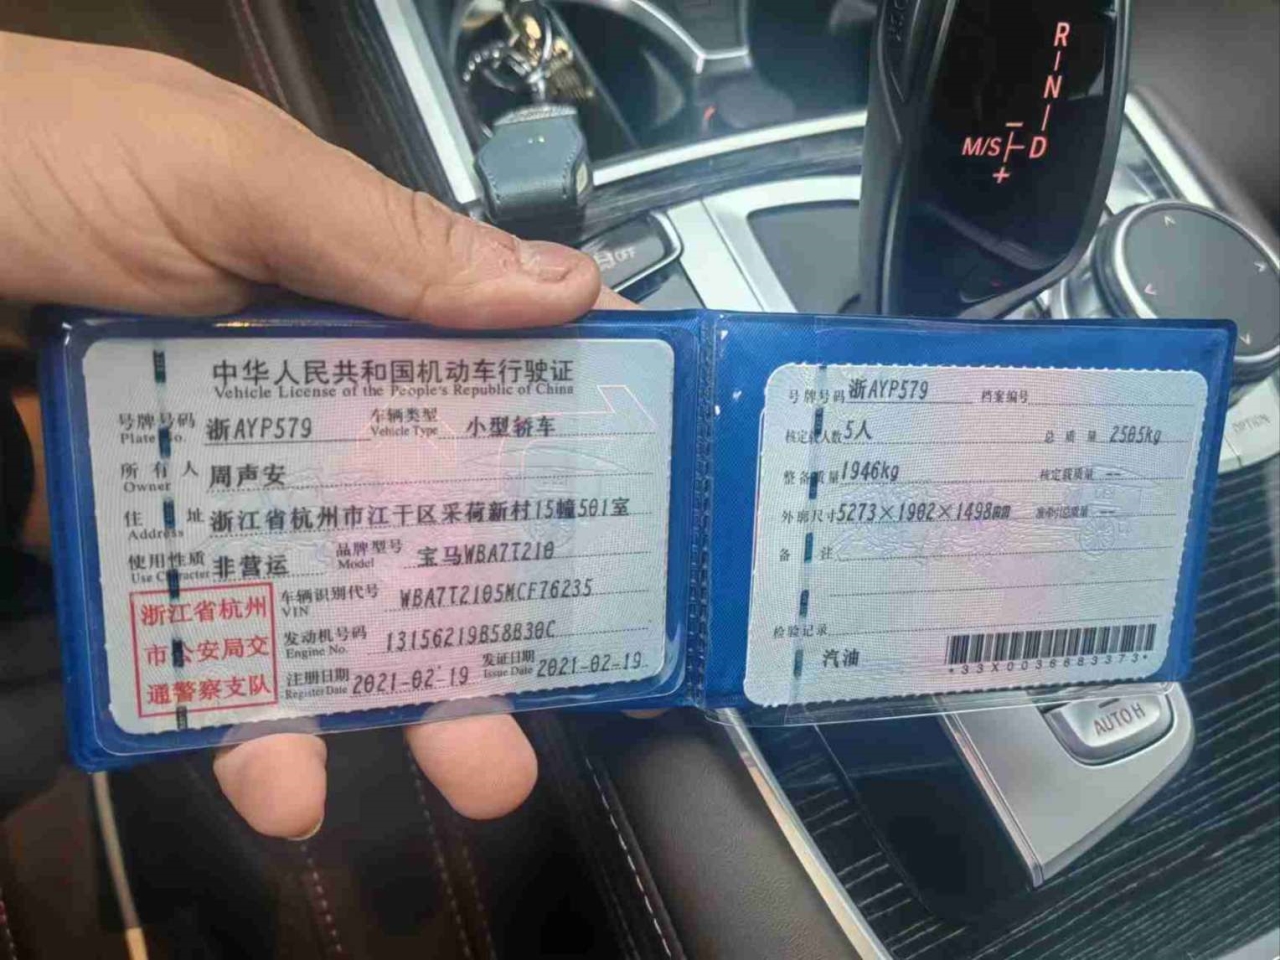 R
N
M/S D
−
+
OFF
OPTION
AUTO H
中华人民共和国机动车行驶证
Vehicle License of the People's Republic of China
号牌号码 浙AYP579 车辆类型 小型轿车
Plate No. Vehicle Type
所有人 周声安
Owner
住址 浙江省杭州市江干区采荷新村15幢501室
Address
使用性质 非营运 品牌型号 宝马WBA7T210
Use Character Model
浙江省杭州
市公安局交
通警察支队
车辆识别代号 WBA7T2105MCF76235
VIN
发动机号码 13156219B58B30C
Engine No.
注册日期 2021-02-19 发证日期 2021-02-19
Register Date Issue Date
号牌号码 浙AYP579 档案编号
核定载人数 5人 总质量 2505kg
整备质量 1946kg 核定载质量 --
外廓尺寸 5273×1902×1498mm --
备注
检验记录
汽油
*33X0036683373*